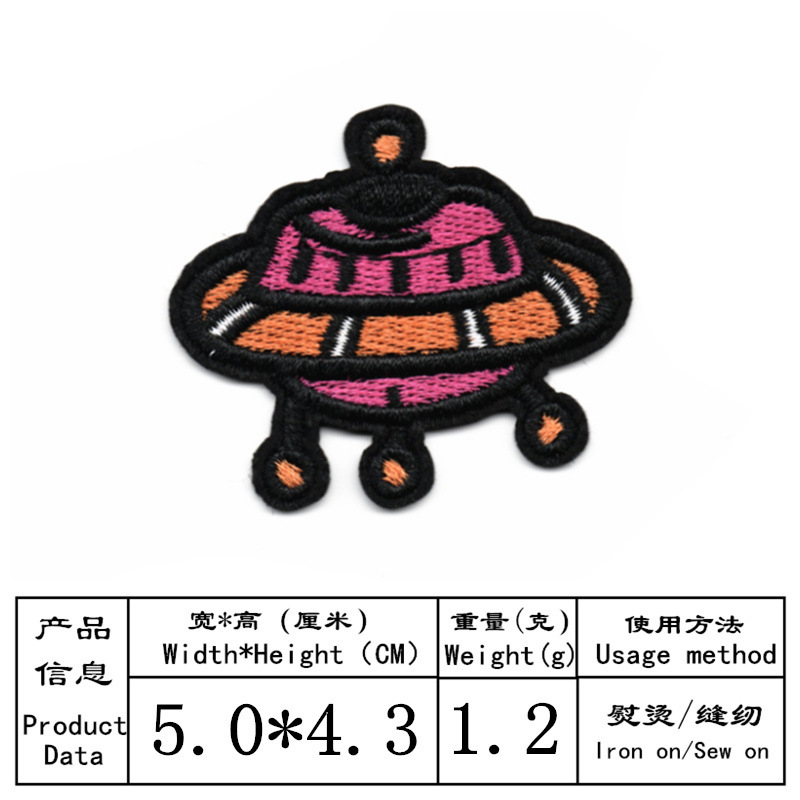 产品
信息
Product
Data
宽*高 (厘米)
Width*Height (CM)
重量(克)
Weight(g)
使用方法
Usage method
5.0*4.3
1.2
熨烫/缝纫
Iron on/Sew on